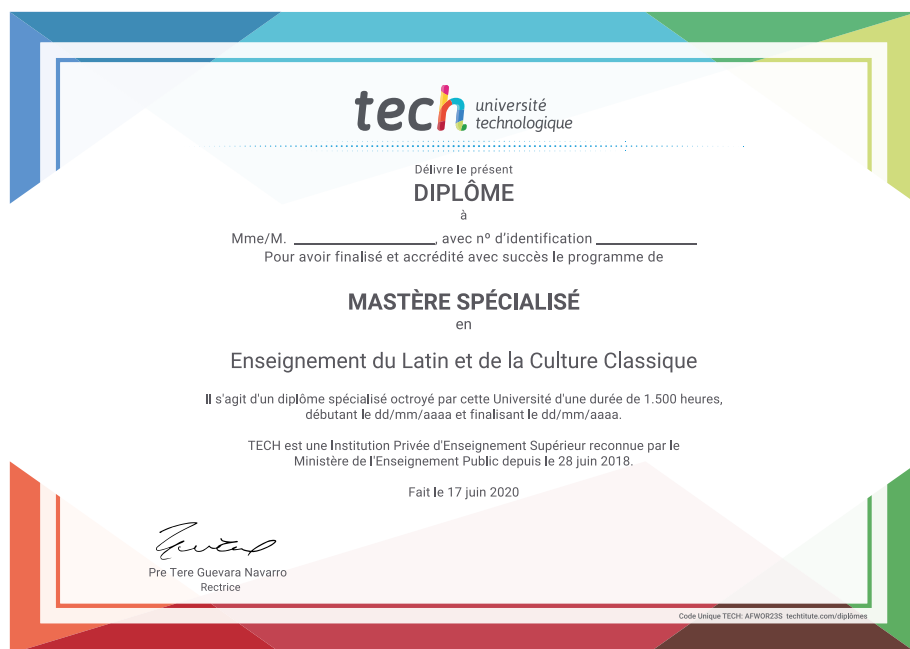 tech université
technologique
Délivre le présent
DIPLÔME
à
Mme/M. ____________________, avec nº d'identification ______________
Pour avoir finalisé et accrédité avec succès le programme de
MASTÈRE SPÉCIALISÉ
en
Enseignement du Latin et de la Culture Classique
Il s'agit d'un diplôme spécialisé octroyé par cette Université d'une durée de 1.500 heures,
débutant le dd/mm/aaaa et finalisant le dd/mm/aaaa.
TECH est une Institution Privée d'Enseignement Supérieur reconnue par le
Ministère de l'Enseignement Public depuis le 28 juin 2018.
Fait le 17 juin 2020
Pre Tere Guevara Navarro
Rectrice
Code Unique TECH: AFWOR23S techtitute.com/diplômes